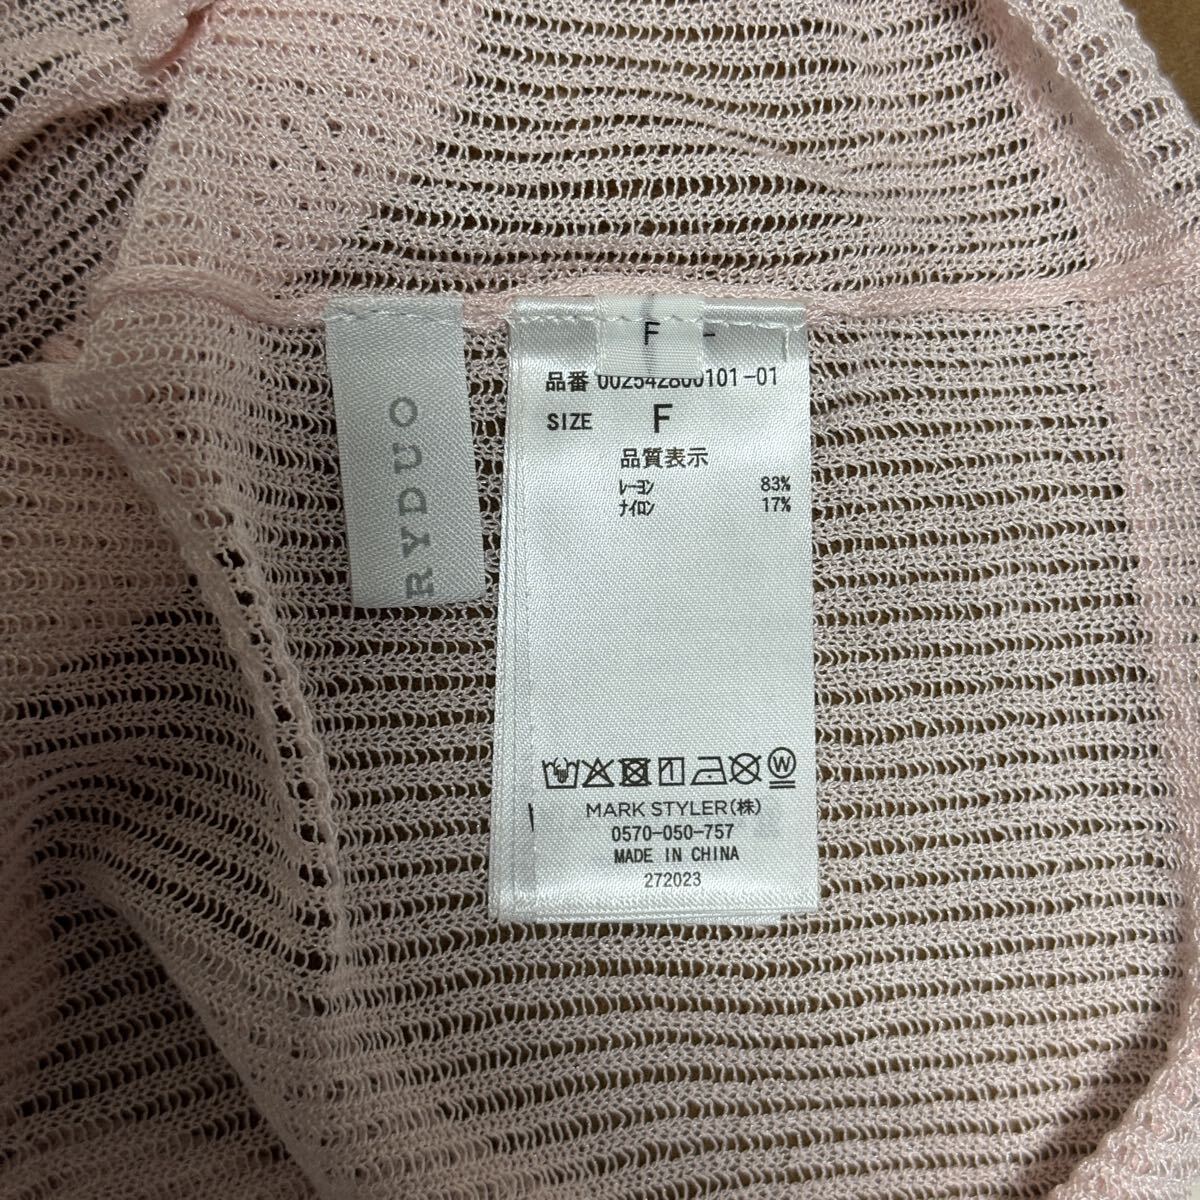 RYDUO
F
品番 002542800101-01
SIZE F
品質表示
レーヨン 83%
ナイロン 17%
W
MARK STYLER(株)
0570-050-757
MADE IN CHINA
272023